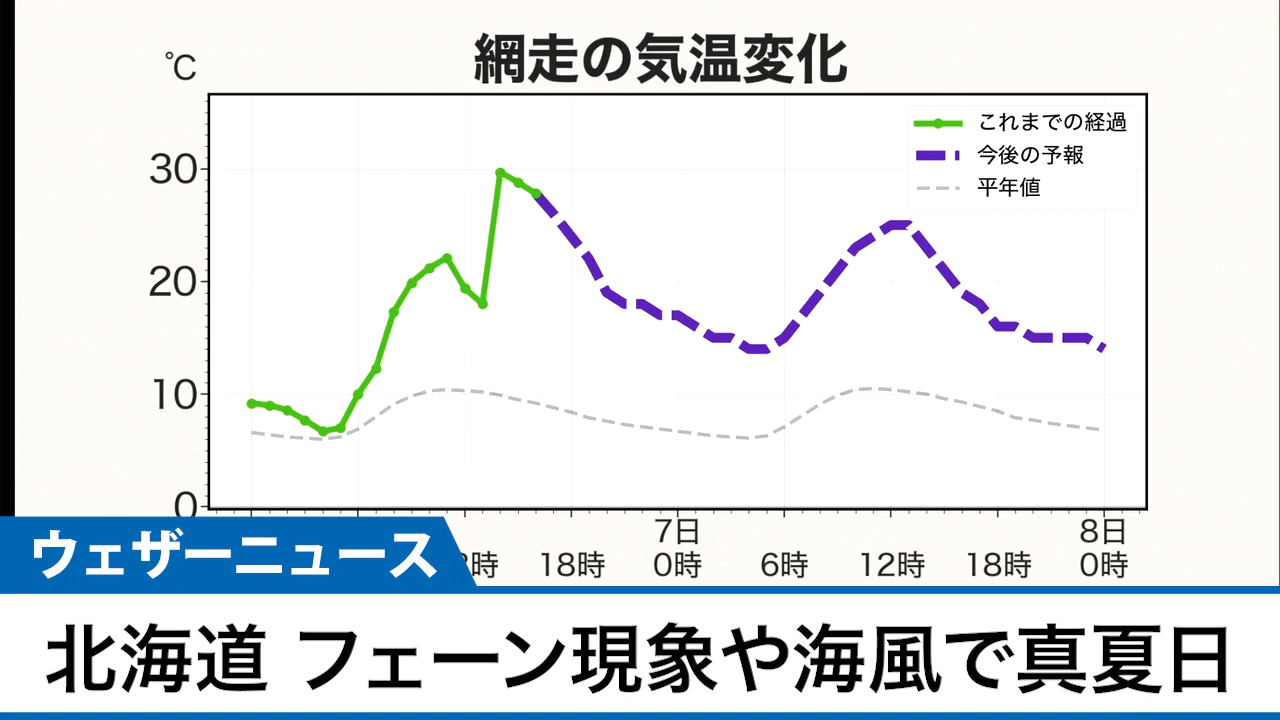 網走の気温変化
℃
これまでの経過
今後の予報
平年値
30
20
10
0
7日
8日
時 18時 0時 6時 12時 18時 0時
ウェザーニュース
北海道 フェーン現象や海風で真夏日